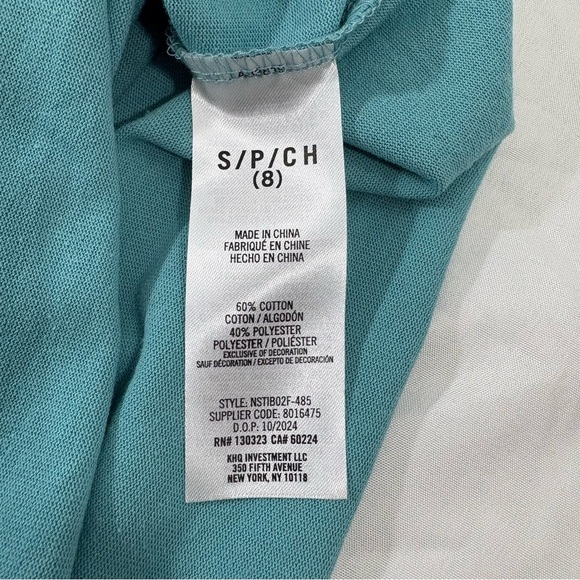 S/P/CH
(8)
MADE IN CHINA
FABRIQUÉ EN CHINE
HECHO EN CHINA
60% COTTON
COTON / ALGODÓN
40% POLYESTER
POLYESTER / POLIÉSTER
EXCLUSIVE OF DECORATION
SAUF DÉCORATION / EXCEPTO DE DECORACIÓN
STYLE: NSTIB02F-485
SUPPLIER CODE: 8016475
D.O.P: 10/2024
RN# 130323 CA# 60224
KHQ INVESTMENT LLC
350 FIFTH AVENUE
NEW YORK, NY 10118